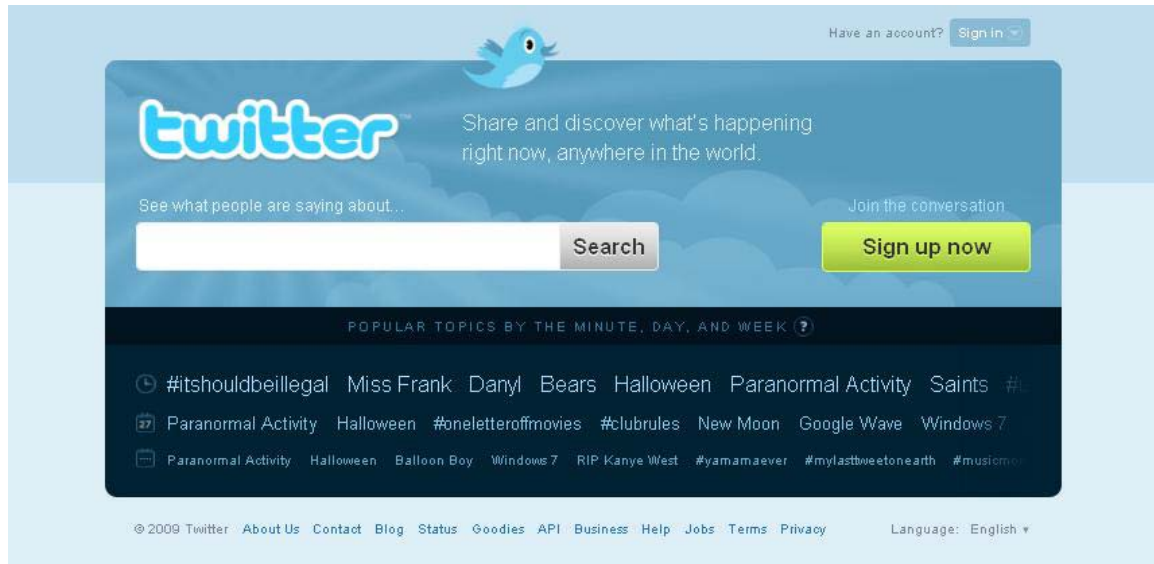 Have an account? Sign in
twitter
Share and discover what's happening
right now, anywhere in the world.
See what people are saying about...
Join the conversation
Search
Sign up now
POPULAR TOPICS BY THE MINUTE, DAY, AND WEEK ?
#itshouldbeillegal Miss Frank Danyl Bears Halloween Paranormal Activity Saints
27 Paranormal Activity Halloween #oneletteroffmovies #clubrules New Moon Google Wave Windows 7
Paranormal Activity Halloween Balloon Boy Windows 7 RIP Kanye West #yamamaever #mylasttweetonearth
© 2009 Twitter About Us Contact Blog Status Goodies API Business Help Jobs Terms Privacy Language: English